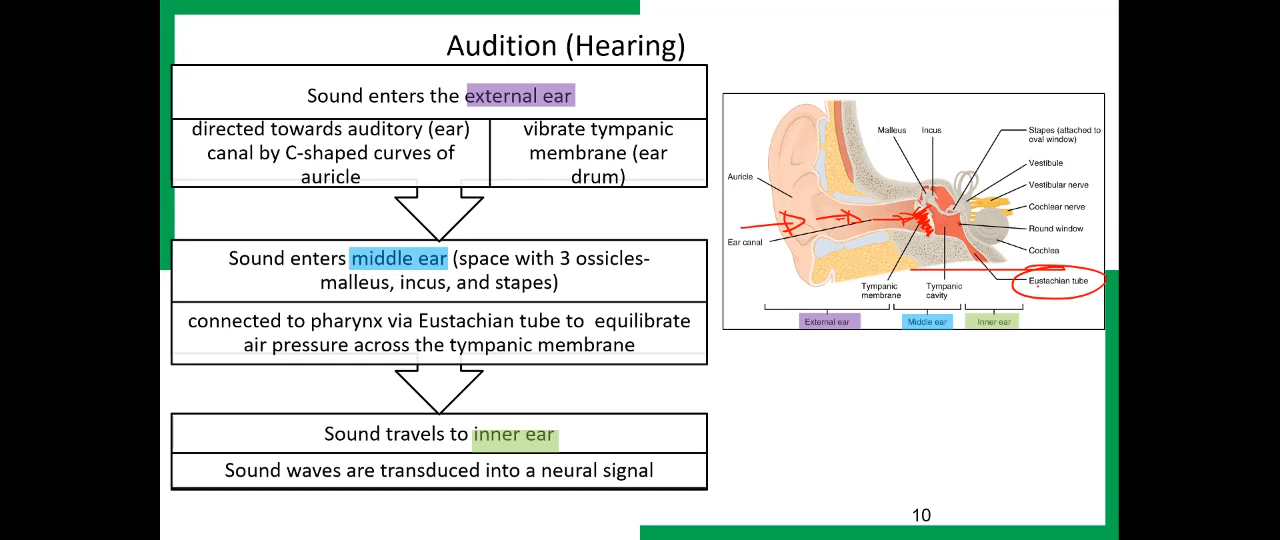 Audition (Hearing)
Sound enters the external ear
directed towards auditory (ear)
canal by C-shaped curves of
auricle
vibrate tympanic
membrane (ear
drum)
Sound enters middle ear (space with 3 ossicles-
malleus, incus, and stapes)
connected to pharynx via Eustachian tube to equilibrate
air pressure across the tympanic membrane
Sound travels to inner ear
Sound waves are transduced into a neural signal
Malleus
Incus
Stapes (attached to
oval window)
Vestibule
Vestibular nerve
Cochlear nerve
Round window
Cochlea
Eustachian tube
Auricle
Ear canal
Tympanic
membrane
Tympanic
cavity
External ear
Middle ear
Inner ear
10